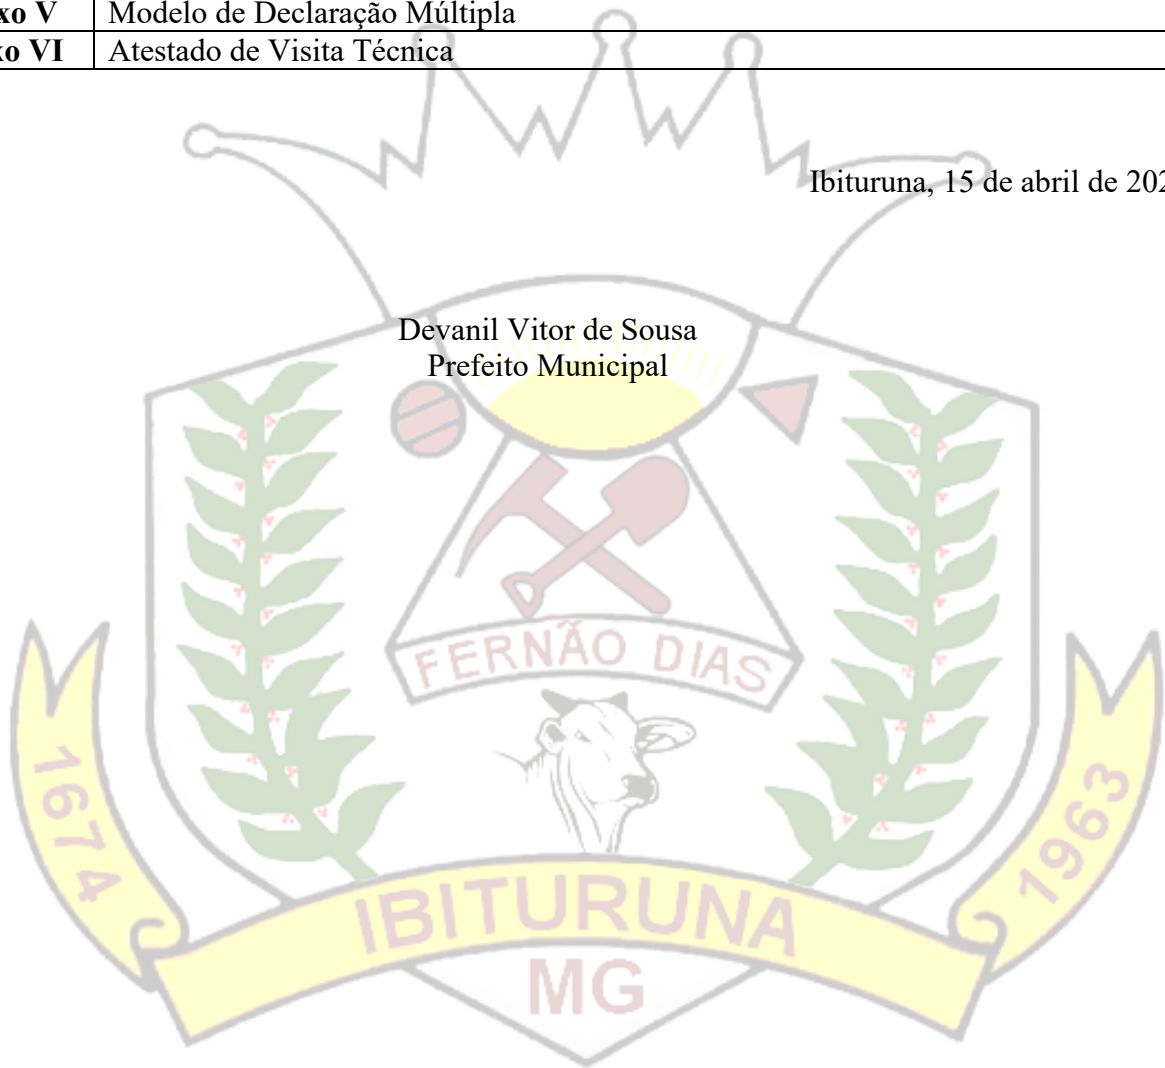 xo V Modelo de Declaração Múltipla
xo VI Atestado de Visita Técnica
Ibituruna, 15 de abril de 202
Devanil Vitor de Sousa
Prefeito Municipal
FERNÃO DIAS
1674
1963
IBITURUNA
MG